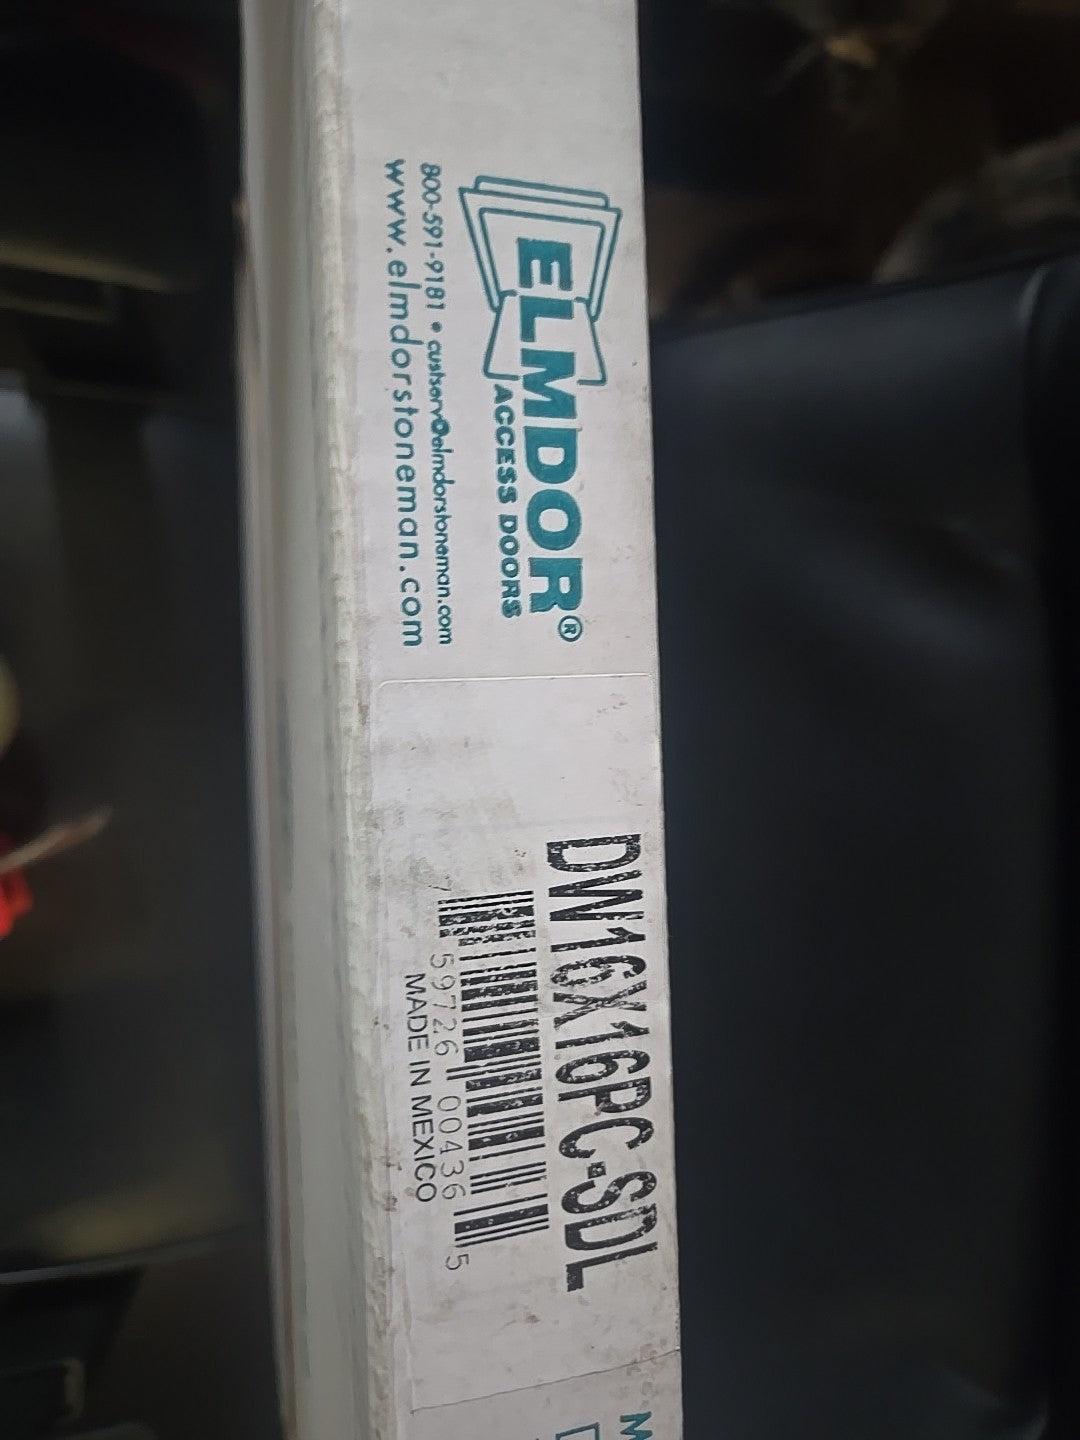 ELMDOR®
ACCESS DOORS
800-591-9181 • custserv@elmdorstoneman.com
www.elmdorstoneman.com
DW16X16PC-SDL
7 59726 00436 5
MADE IN MEXICO
M